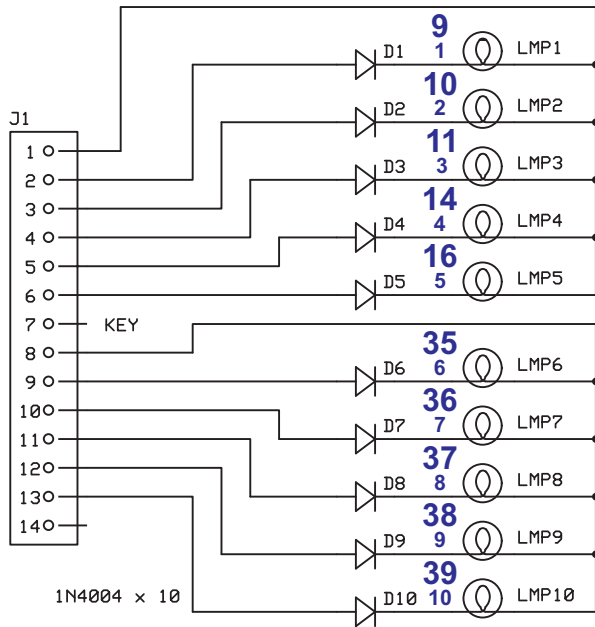 9
D1 1 LMP1
10
D2 2 LMP2
J1
11
1
D3 3 LMP3
2
14
3
D4 4 LMP4
4
16
5
D5 5 LMP5
6
7 KEY
8
35
D6 6 LMP6
9
36
10
D7 7 LMP7
11
37
12
D8 8 LMP8
13
38
14
D9 9 LMP9
39
1N4004 x 10
D10 10 LMP10